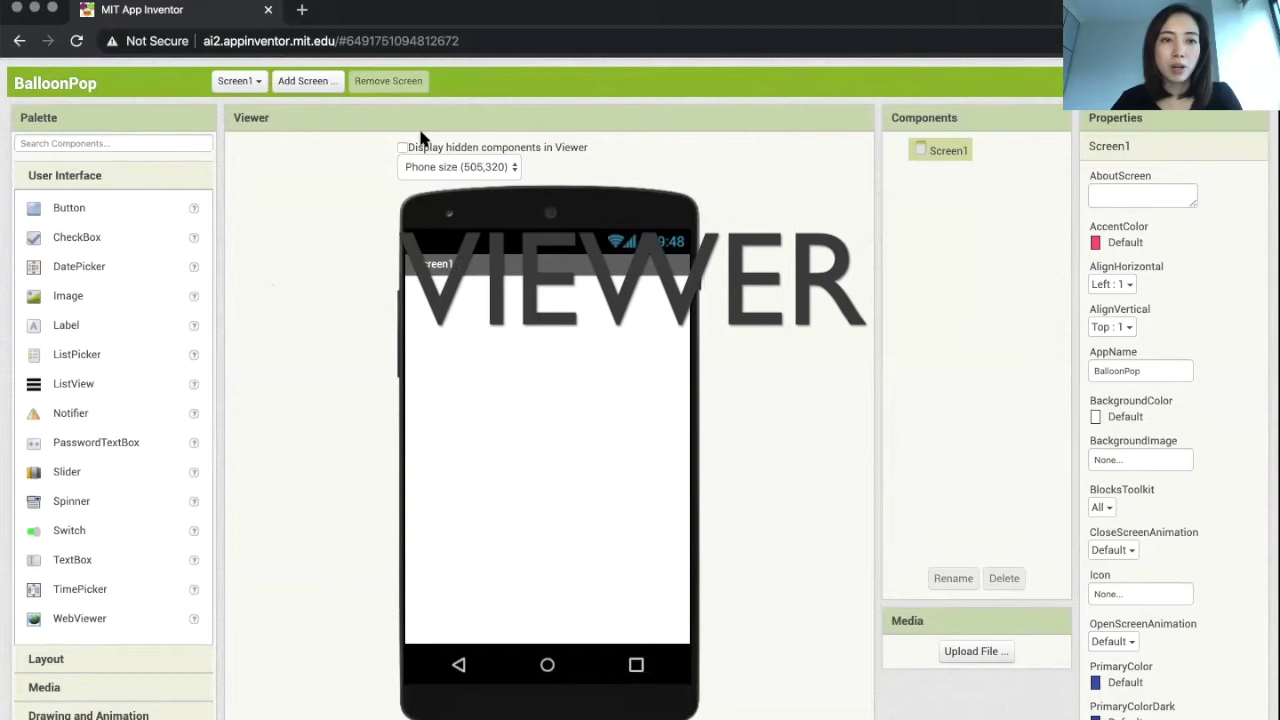 MIT App Inventor
Not Secure
ai2.appinventor.mit.edu/#6491751094812672
BalloonPop
Screen1
Add Screen ...
Remove Screen
Palette
Search Components...
User Interface
Button
CheckBox
DatePicker
Image
Label
ListPicker
ListView
Notifier
PasswordTextBox
Slider
Spinner
Switch
TextBox
TimePicker
WebViewer
Layout
Media
Drawing and Animation
Viewer
Display hidden components in Viewer
Phone size (505,320)
9:48
Screen1
VIEWER
Components
Screen1
Rename
Delete
Media
Upload File ...
Properties
Screen1
AboutScreen
AccentColor
Default
AlignHorizontal
Left : 1
AlignVertical
Top : 1
AppName
BalloonPop
BackgroundColor
Default
BackgroundImage
None...
BlocksToolkit
All
CloseScreenAnimation
Default
Icon
None...
OpenScreenAnimation
Default
PrimaryColor
Default
PrimaryColorDark